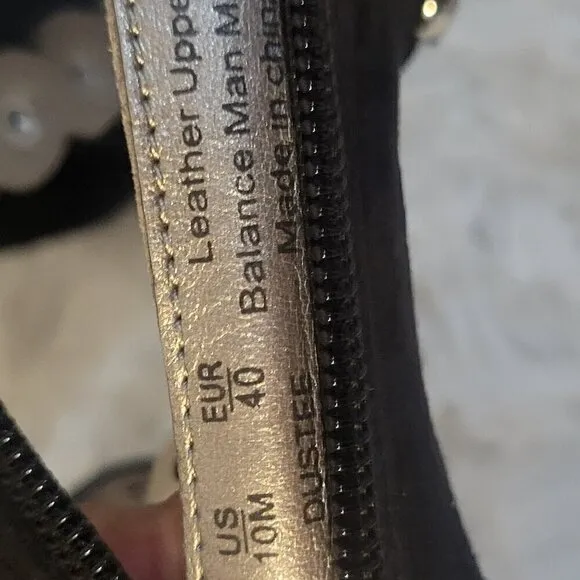 US
10M
EUR
40
Leather Uppe
Balance Man M
DUSTEE
Made in china